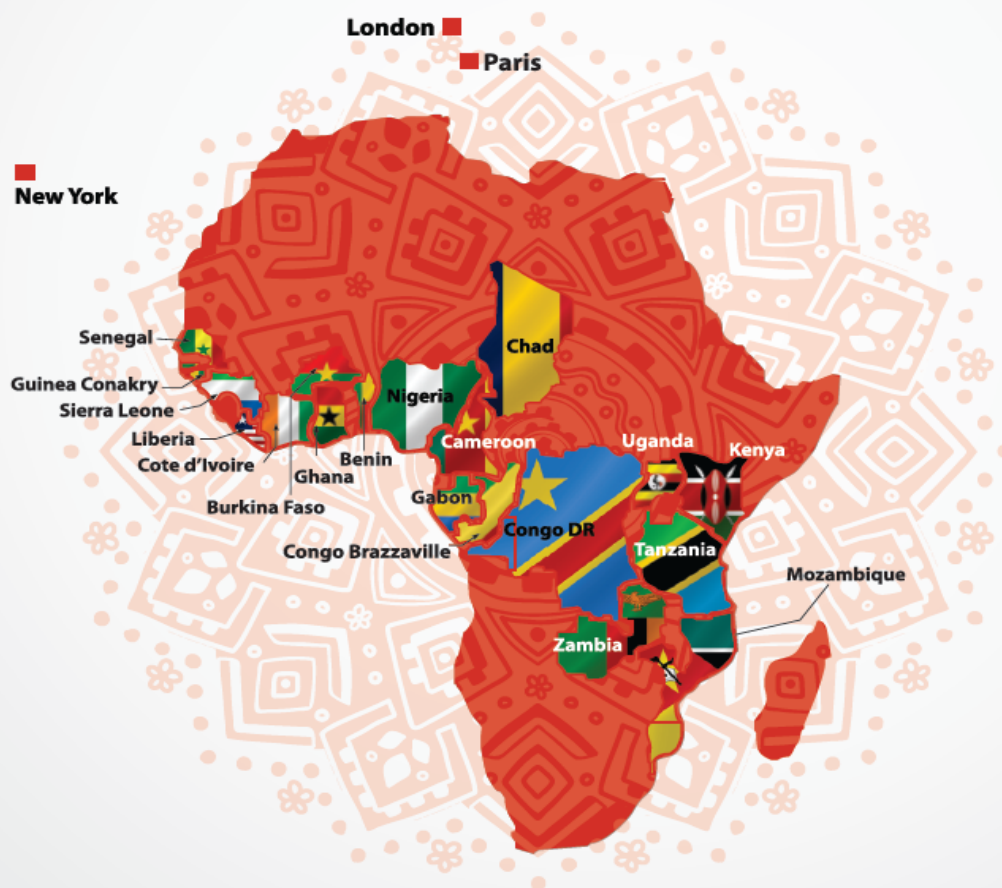 London
Paris
New York
Senegal
Guinea Conakry
Sierra Leone
Liberia
Cote d'Ivoire
Burkina Faso
Ghana
Benin
Nigeria
Chad
Cameroon
Gabon
Congo Brazzaville
Congo DR
Uganda
Kenya
Tanzania
Mozambique
Zambia